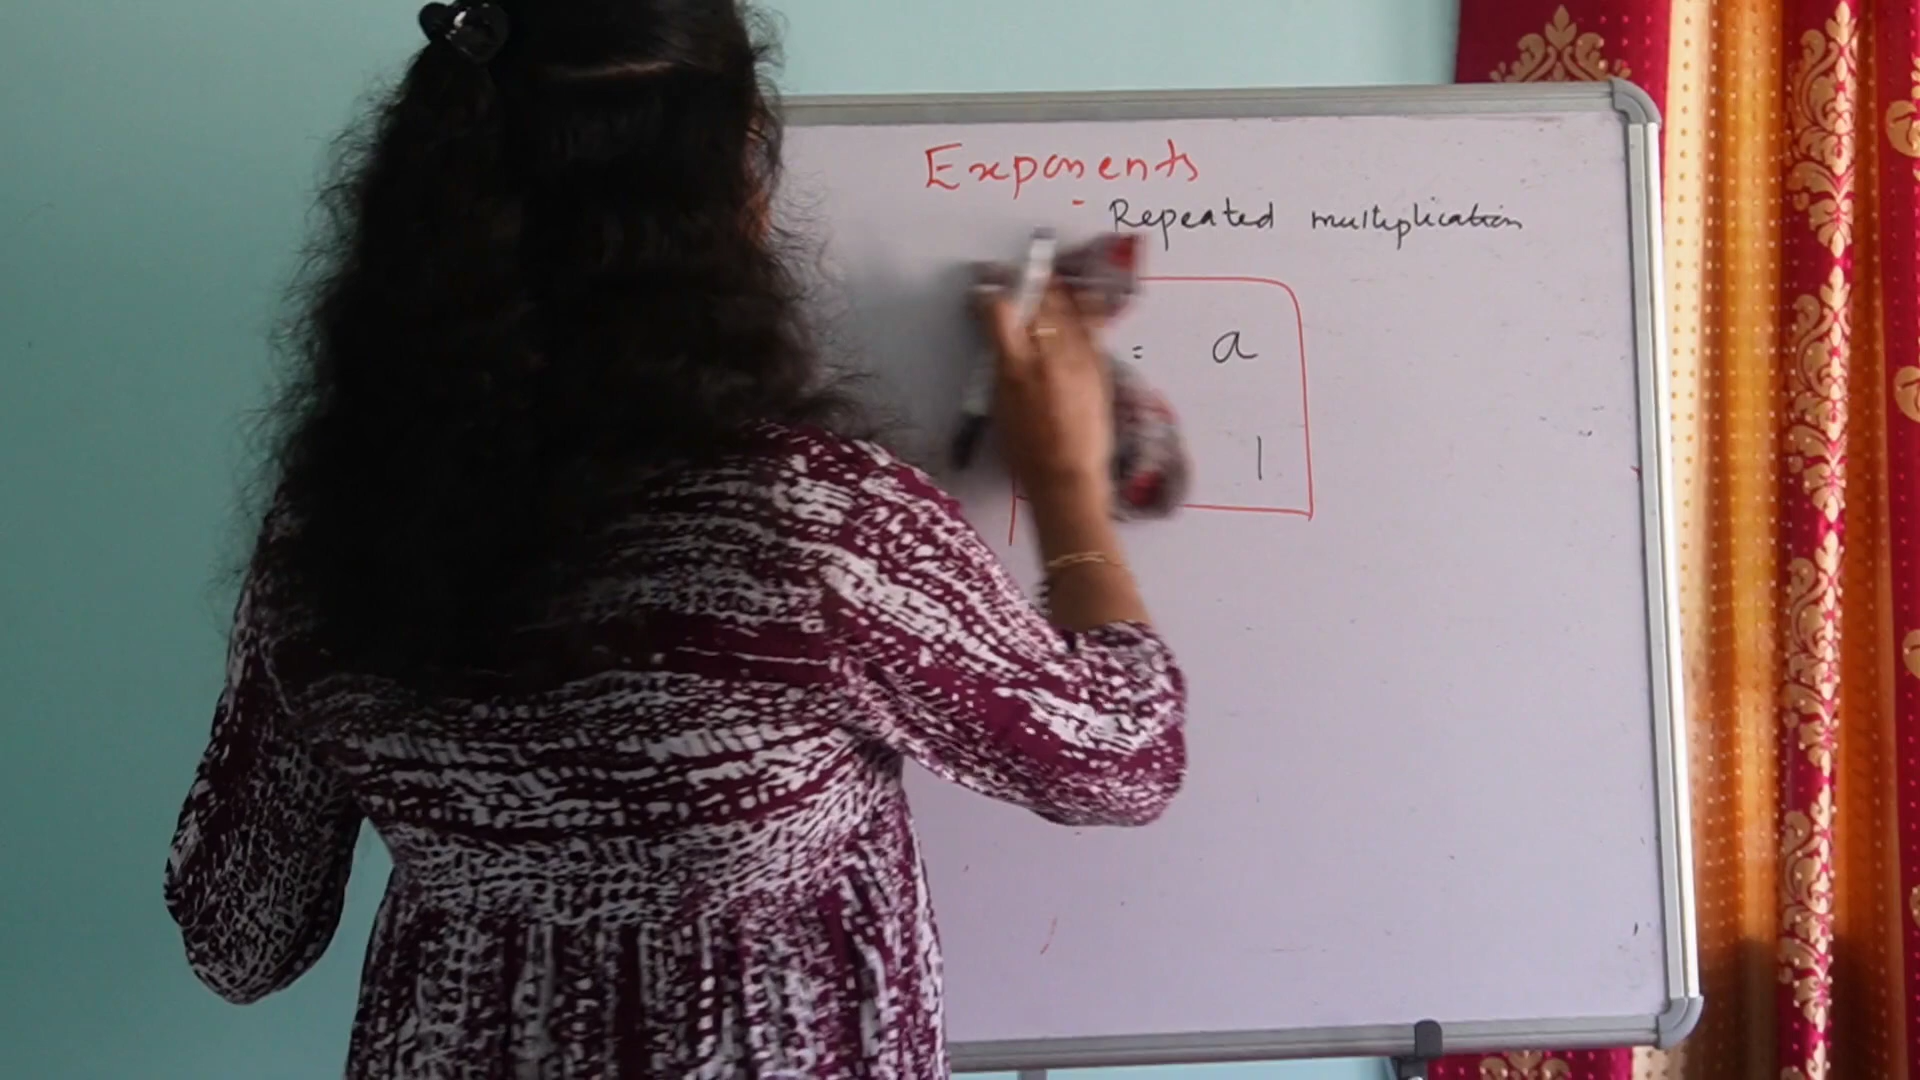 Exponents
- Repeated multiplication
= a
1